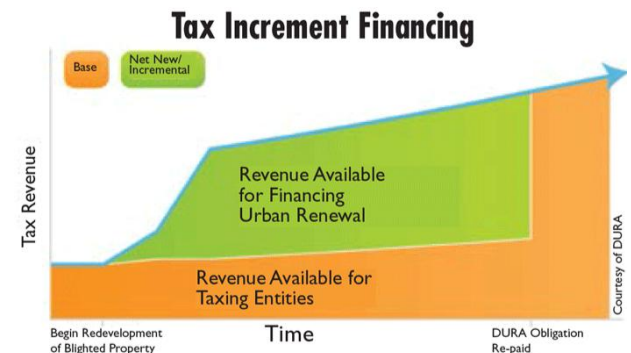 Tax Increment Financing
Base
Net New/
Incremental
Tax Revenue
Revenue Available
for Financing
Urban Renewal
Revenue Available for
Taxing Entities
Courtesy of DURA
Begin Redevelopment
of Blighted Property
Time
DURA Obligation
Re-paid